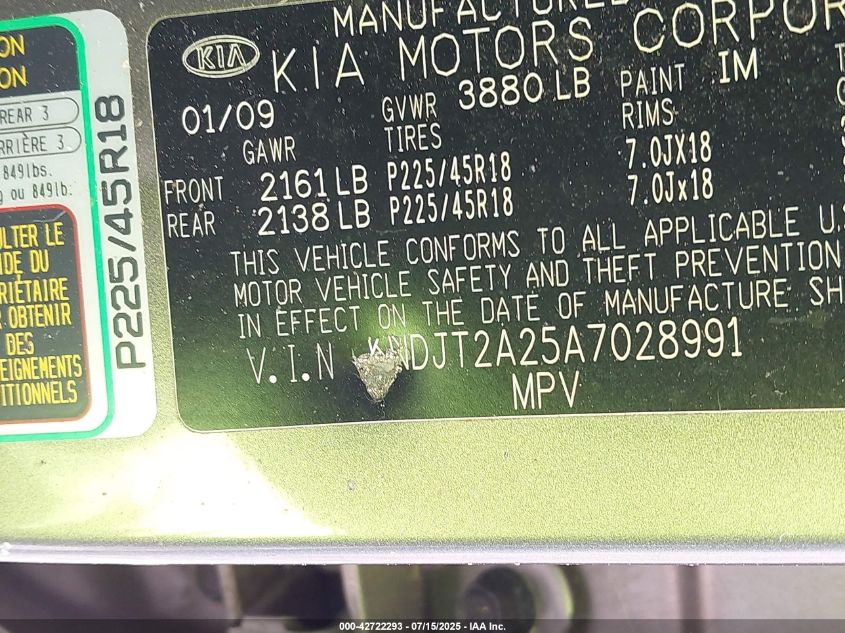 ON
ON
REAR 3
RRIÈRE 3
849lbs.
g ou 849lb.
ULTER LE
IDE DU
RIÉTAIRE
R OBTENIR
DES
EIGNEMENTS
ITIONNELS
P225/45R18
MANUFACTURED
KIA KIA MOTORS CORPOR
01/09 GVWR 3880 LB PAINT IM
GAWR TIRES RIMS
FRONT 2161 LB P225/45R18 7.0JX18
REAR 2138 LB P225/45R18 7.0Jx18
THIS VEHICLE CONFORMS TO ALL APPLICABLE U.S
MOTOR VEHICLE SAFETY AND THEFT PREVENTION
IN EFFECT ON THE DATE OF MANUFACTURE SH
V.I.N KNDJT2A25A7028991
MPV
000-42722293 - 07/15/2025 - IAA Inc.